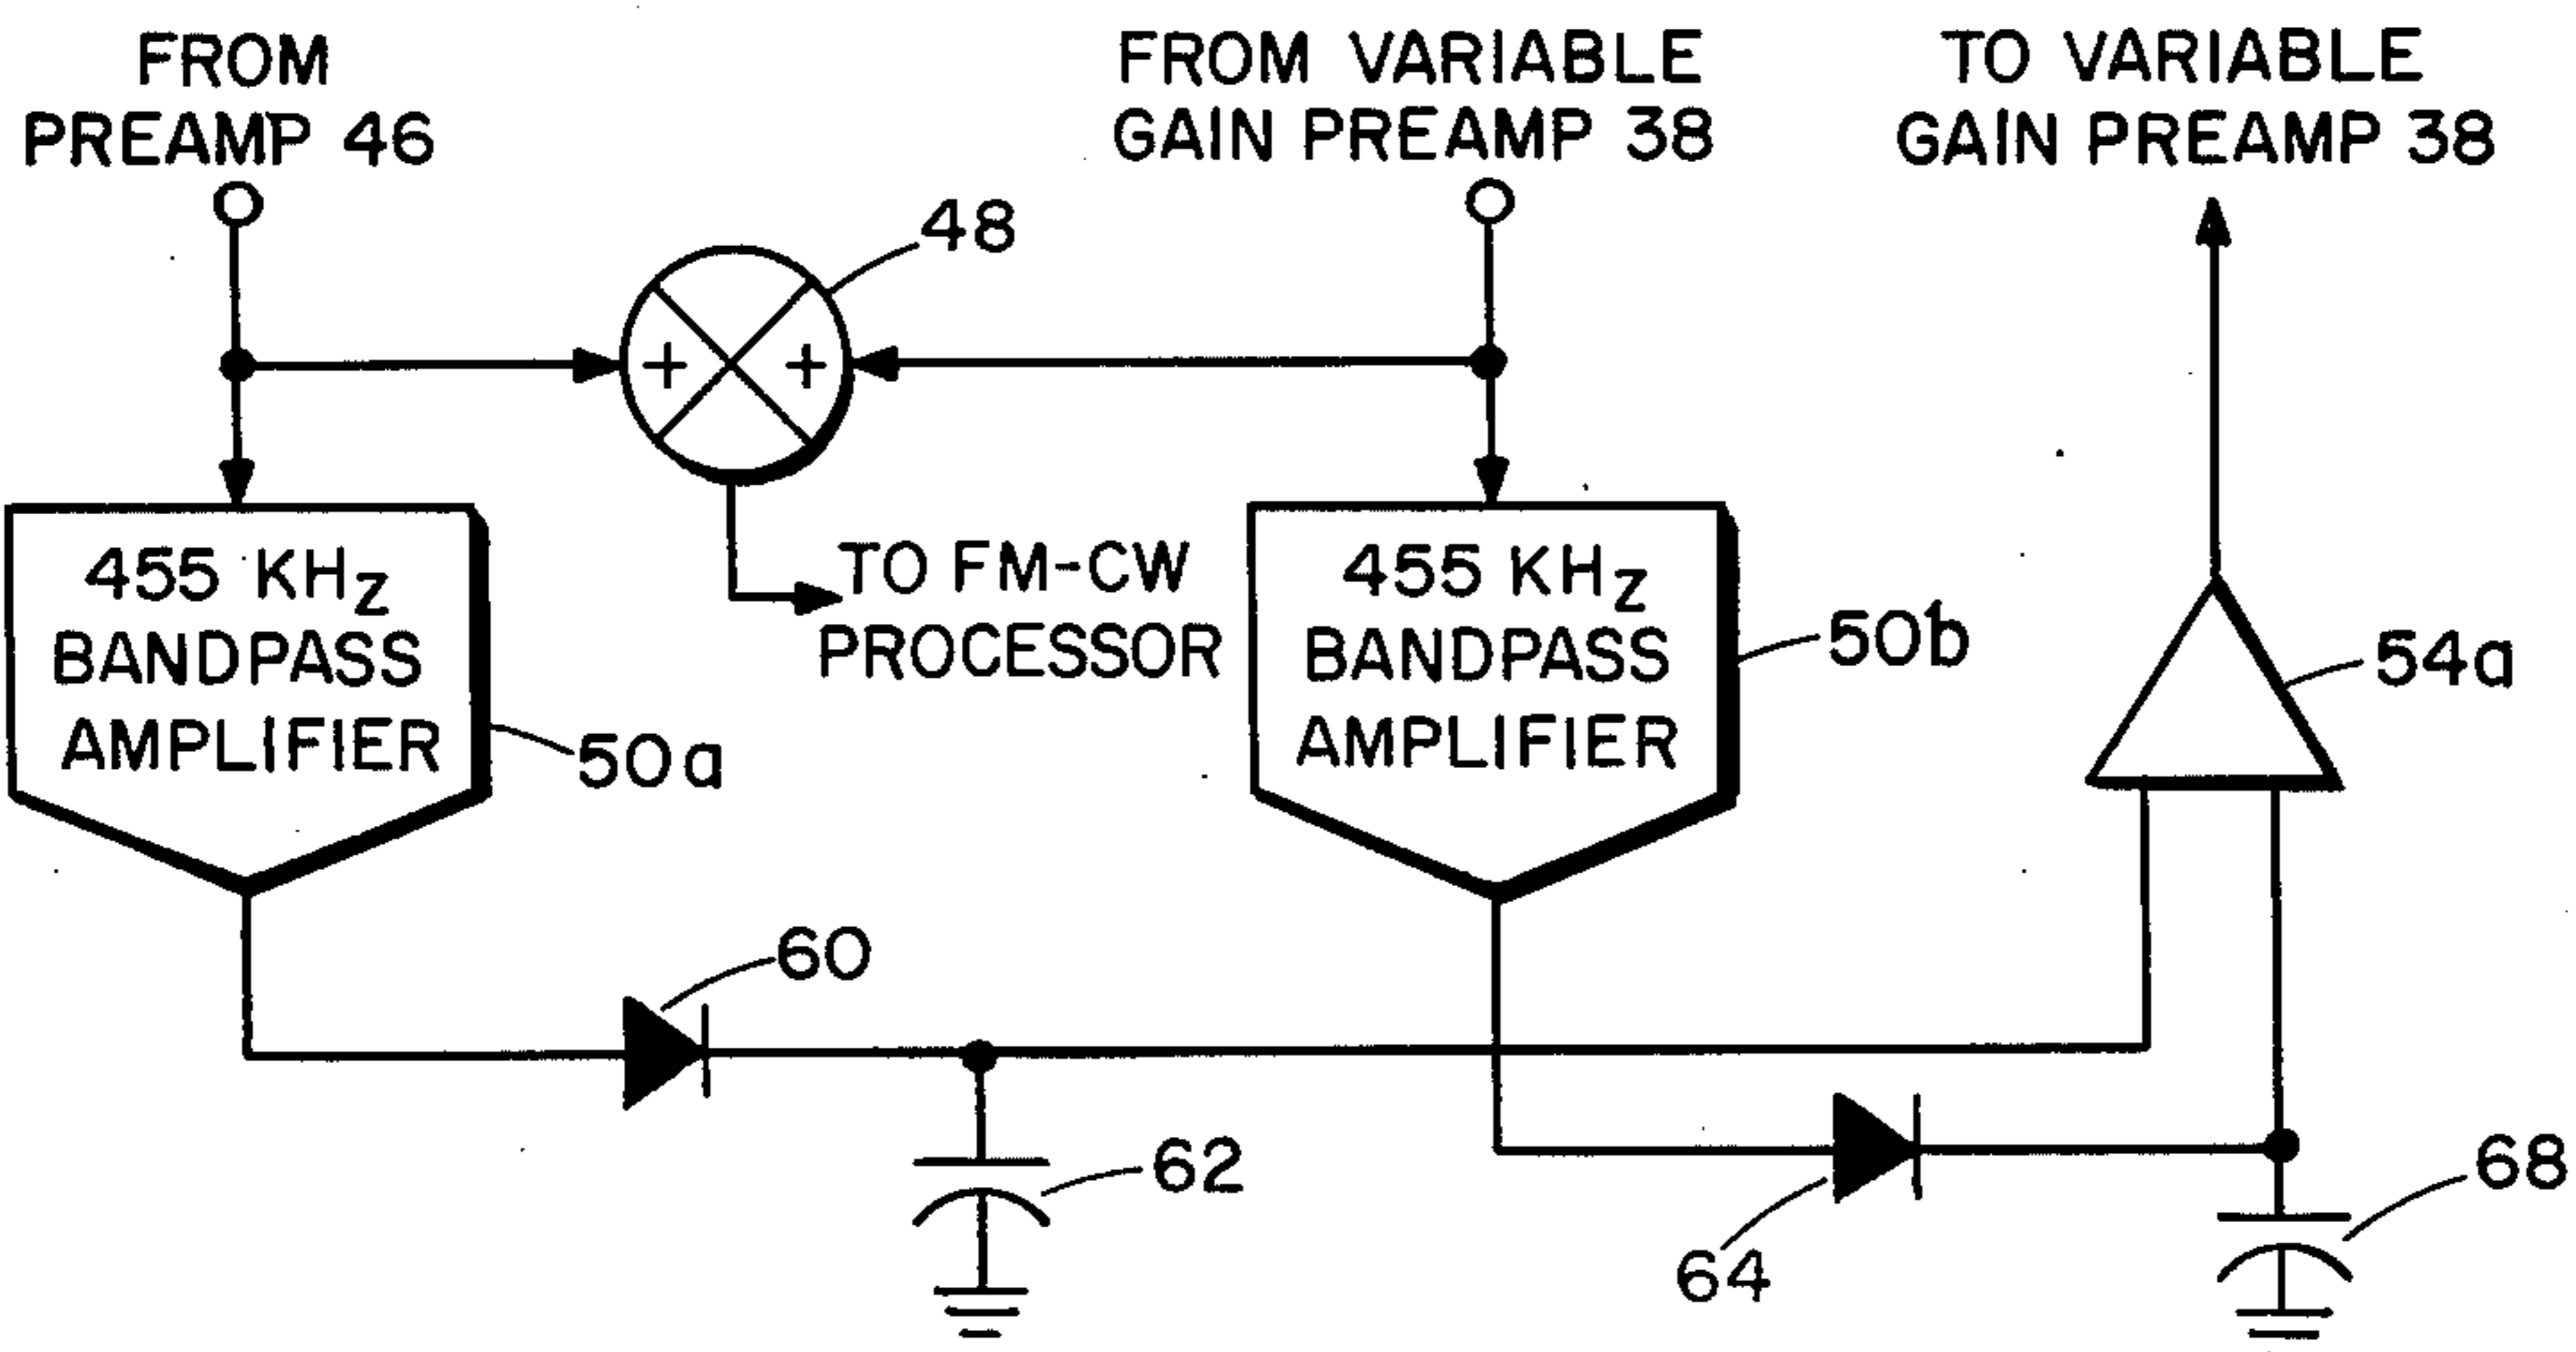 FROM
PREAMP 46
FROM VARIABLE
GAIN PREAMP 38
TO VARIABLE
GAIN PREAMP 38
48
455 KHz
BANDPASS
AMPLIFIER
50a
TO FM-CW
PROCESSOR
455 KHz
BANDPASS
AMPLIFIER
50b
54a
60
62
64
68